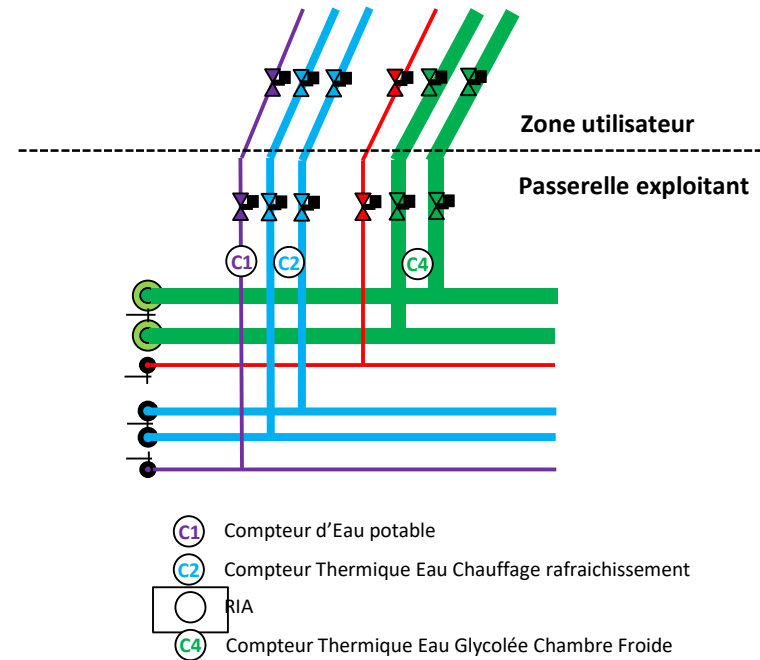 Zone utilisateur
Passerelle exploitant
C1 C2 C4
C1 Compteur d'Eau potable
C2 Compteur Thermique Eau Chauffage rafraichissement
RIA
C4 Compteur Thermique Eau Glycolée Chambre Froide